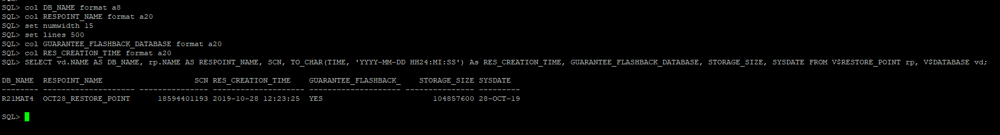 SQL> col DB_NAME format a8
SQL> col RESPOINT_NAME format a20
SQL> set numwidth 15
SQL> set lines 500
SQL> col GUARANTEE_FLASHBACK_DATABASE format a20
SQL> col RES_CREATION_TIME format a20
SQL> SELECT vd.NAME AS DB_NAME, rp.NAME AS RESPOINT_NAME, SCN, TO_CHAR(TIME, 'YYYY-MM-DD HH24:MI:SS') As RES_CREATION_TIME, GUARANTEE_FLASHBACK_DATABASE, STORAGE_SIZE, SYSDATE FROM V$RESTORE_POINT rp, V$DATABASE vd;
DB_NAME  RESPOINT_NAME                    SCN RES_CREATION_TIME    GUARANTEE_FLASHBACK_    STORAGE_SIZE SYSDATE
-------- -------------------- --------------- -------------------- -------------------- --------------- ---------
R21MAT4  OCT28_RESTORE_POINT      18594401193 2019-10-28 12:23:25  YES                        104857600 28-OCT-19
SQL>